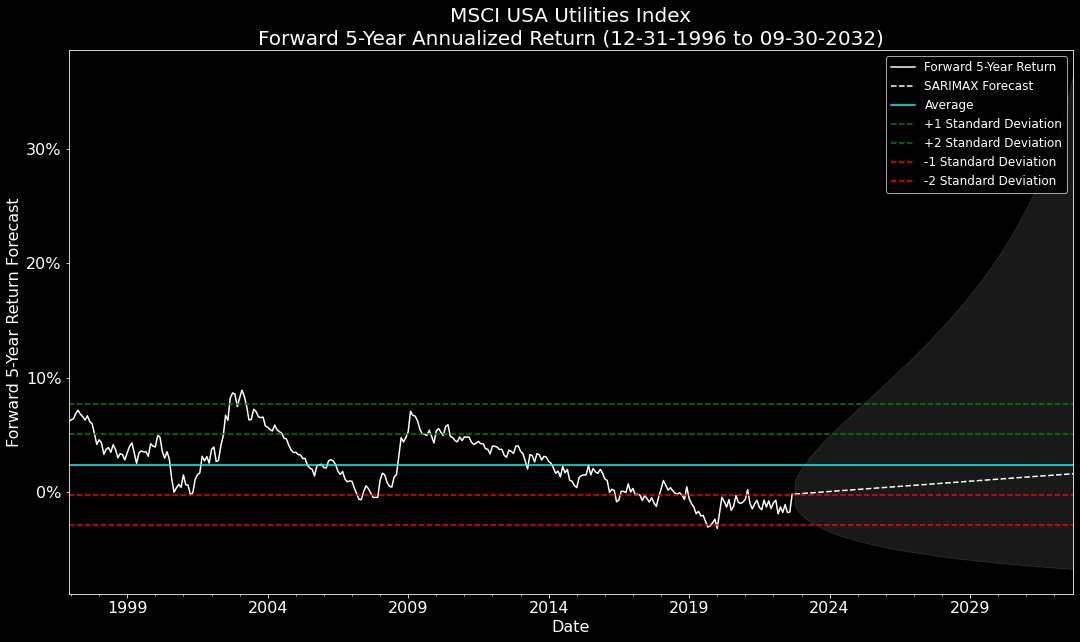 MSCI USA Utilities Index
Forward 5-Year Annualized Return (12-31-1996 to 09-30-2032)
Forward 5-Year Return
SARIMAX Forecast
Average
+1 Standard Deviation
+2 Standard Deviation
-1 Standard Deviation
-2 Standard Deviation
Forward 5-Year Return Forecast
30%
20%
10%
0%
1999 2004 2009 2014 2019 2024 2029
Date